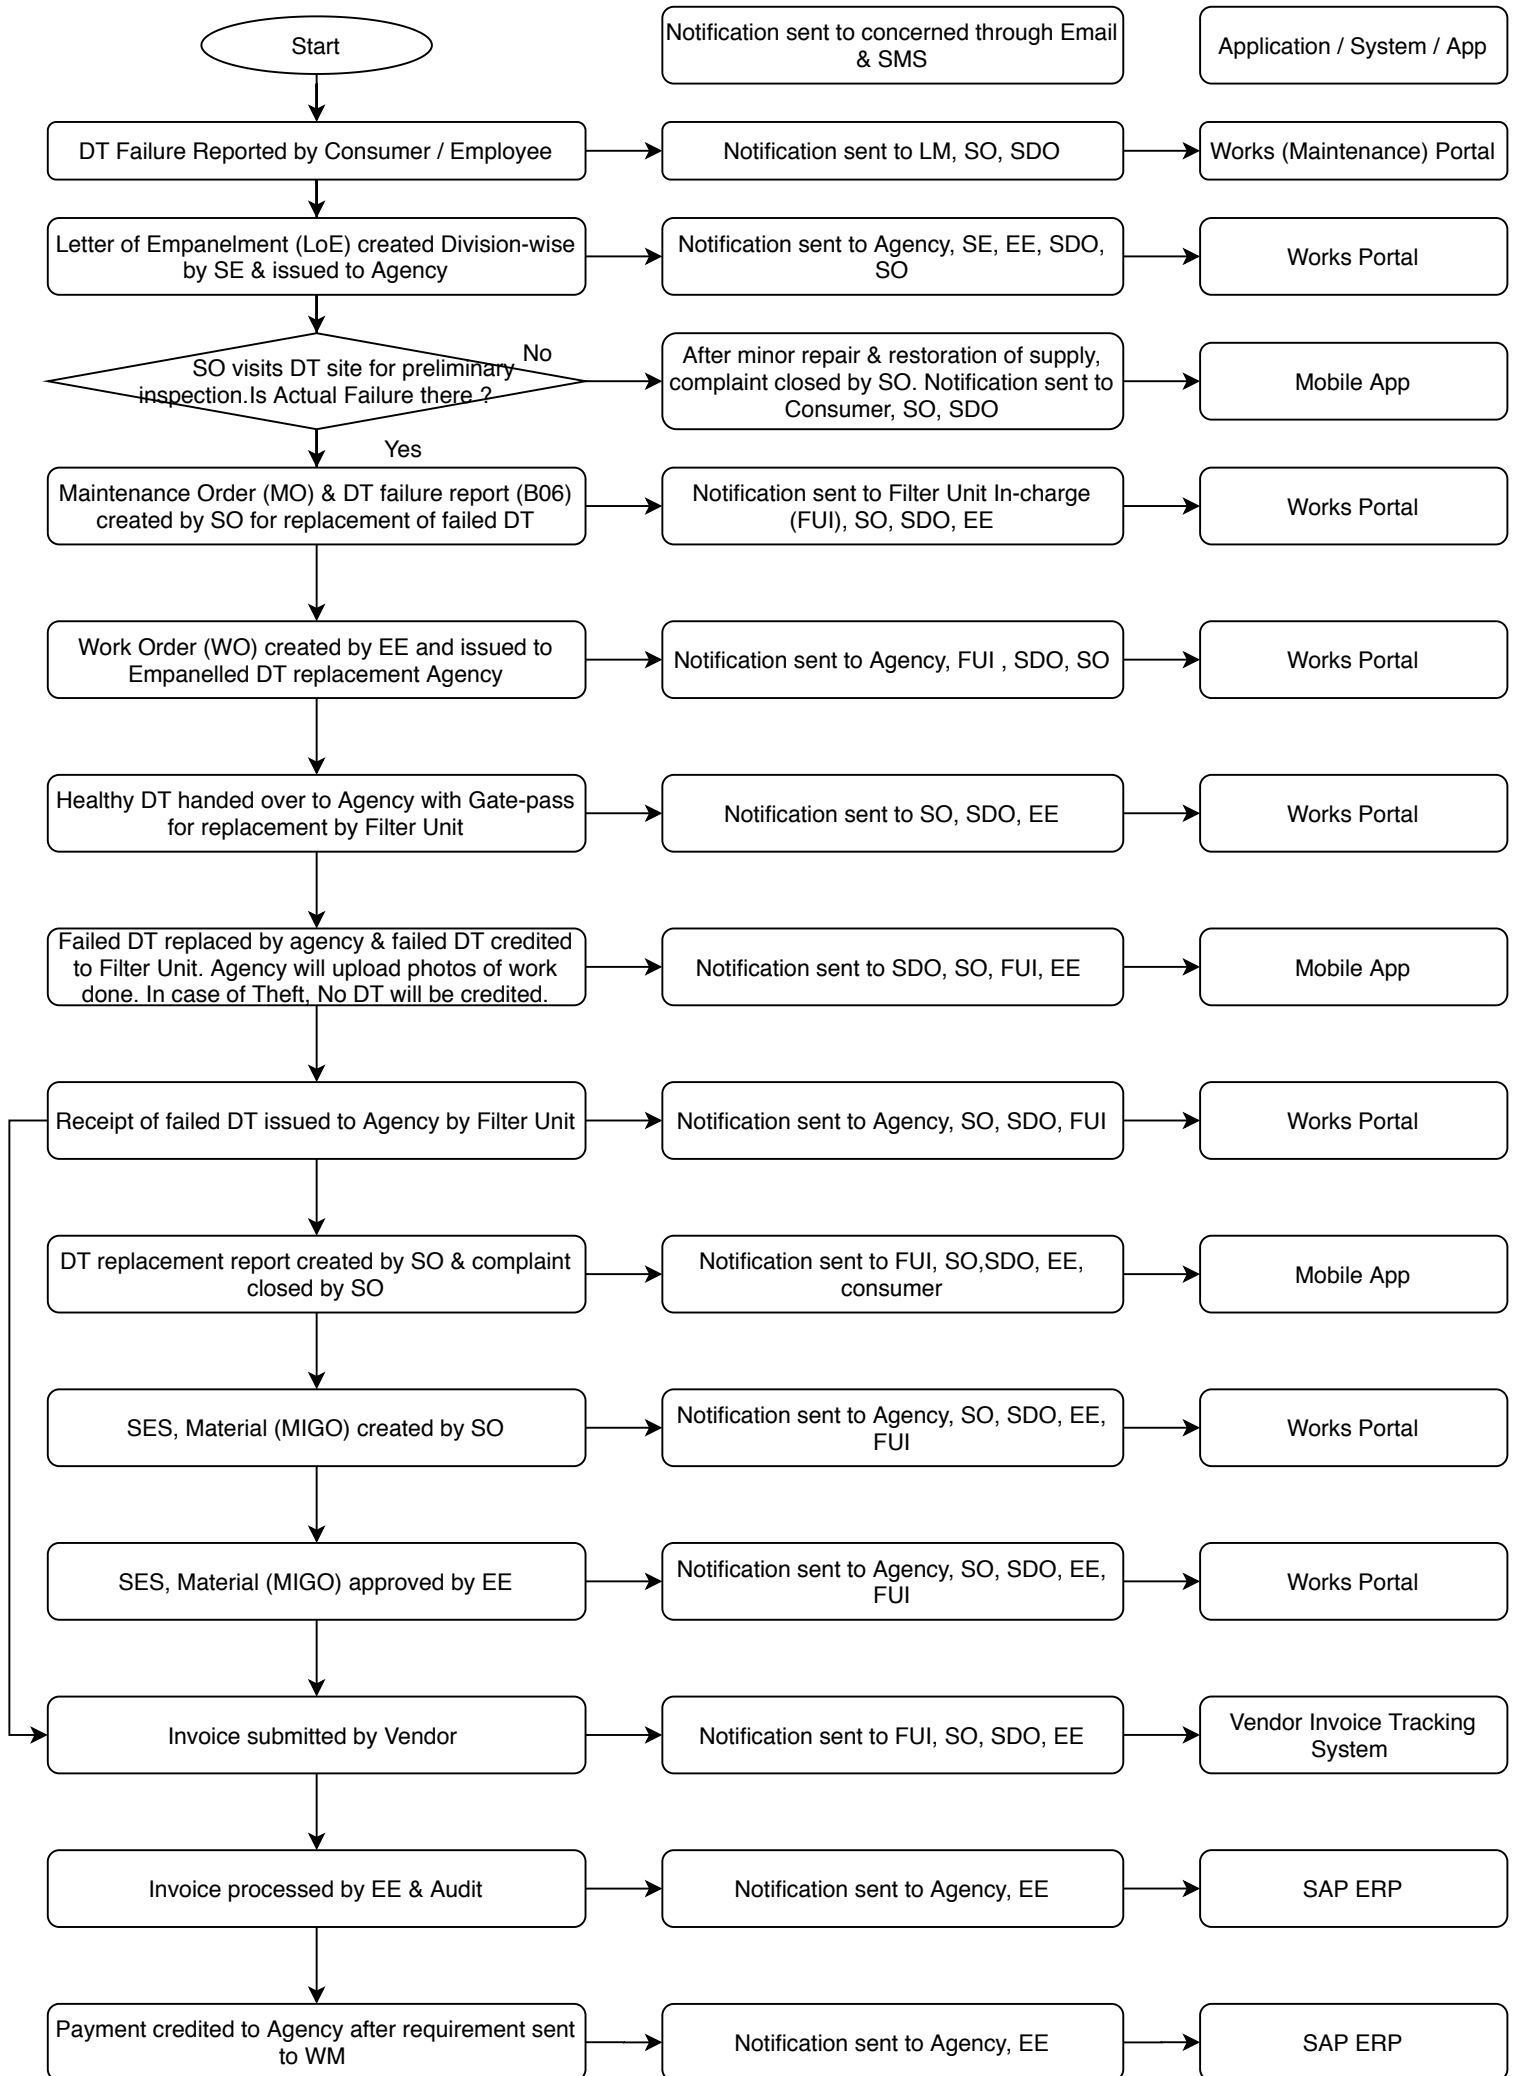 Start
Notification sent to concerned through Email
& SMS
Application / System / App
DT Failure Reported by Consumer / Employee
Notification sent to LM, SO, SDO
Works (Maintenance) Portal
Letter of Empanelment (LoE) created Division-wise
by SE & issued to Agency
Notification sent to Agency, SE, EE, SDO,
SO
Works Portal
SO visits DT site for preliminary
inspection.Is Actual Failure there ?
No
After minor repair & restoration of supply,
complaint closed by SO. Notification sent to
Consumer, SO, SDO
Mobile App
Yes
Maintenance Order (MO) & DT failure report (B06)
created by SO for replacement of failed DT
Notification sent to Filter Unit In-charge
(FUI), SO, SDO, EE
Works Portal
Work Order (WO) created by EE and issued to
Empanelled DT replacement Agency
Notification sent to Agency, FUI , SDO, SO
Works Portal
Healthy DT handed over to Agency with Gate-pass
for replacement by Filter Unit
Notification sent to SO, SDO, EE
Works Portal
Failed DT replaced by agency & failed DT credited
to Filter Unit. Agency will upload photos of work
done. In case of Theft, No DT will be credited.
Notification sent to SDO, SO, FUI, EE
Mobile App
Receipt of failed DT issued to Agency by Filter Unit
Notification sent to Agency, SO, SDO, FUI
Works Portal
DT replacement report created by SO & complaint
closed by SO
Notification sent to FUI, SO,SDO, EE,
consumer
Mobile App
SES, Material (MIGO) created by SO
Notification sent to Agency, SO, SDO, EE,
FUI
Works Portal
SES, Material (MIGO) approved by EE
Notification sent to Agency, SO, SDO, EE,
FUI
Works Portal
Invoice submitted by Vendor
Notification sent to FUI, SO, SDO, EE
Vendor Invoice Tracking
System
Invoice processed by EE & Audit
Notification sent to Agency, EE
SAP ERP
Payment credited to Agency after requirement sent
to WM
Notification sent to Agency, EE
SAP ERP